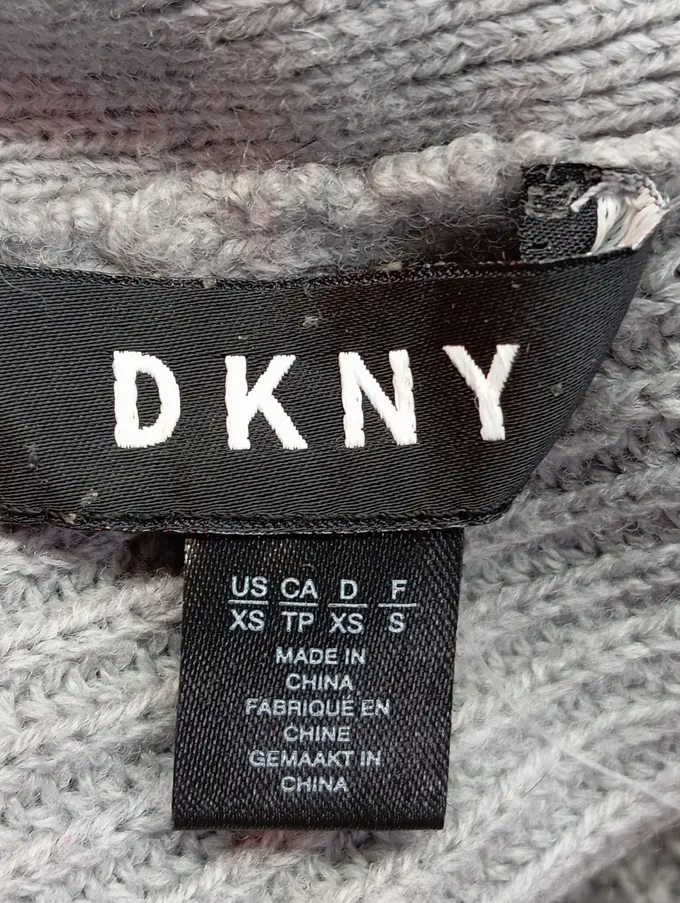 DKNY
US CA D F
XS TP XS S
MADE IN
CHINA
FABRIQUÉ EN
CHINE
GEMAAKT IN
CHINA